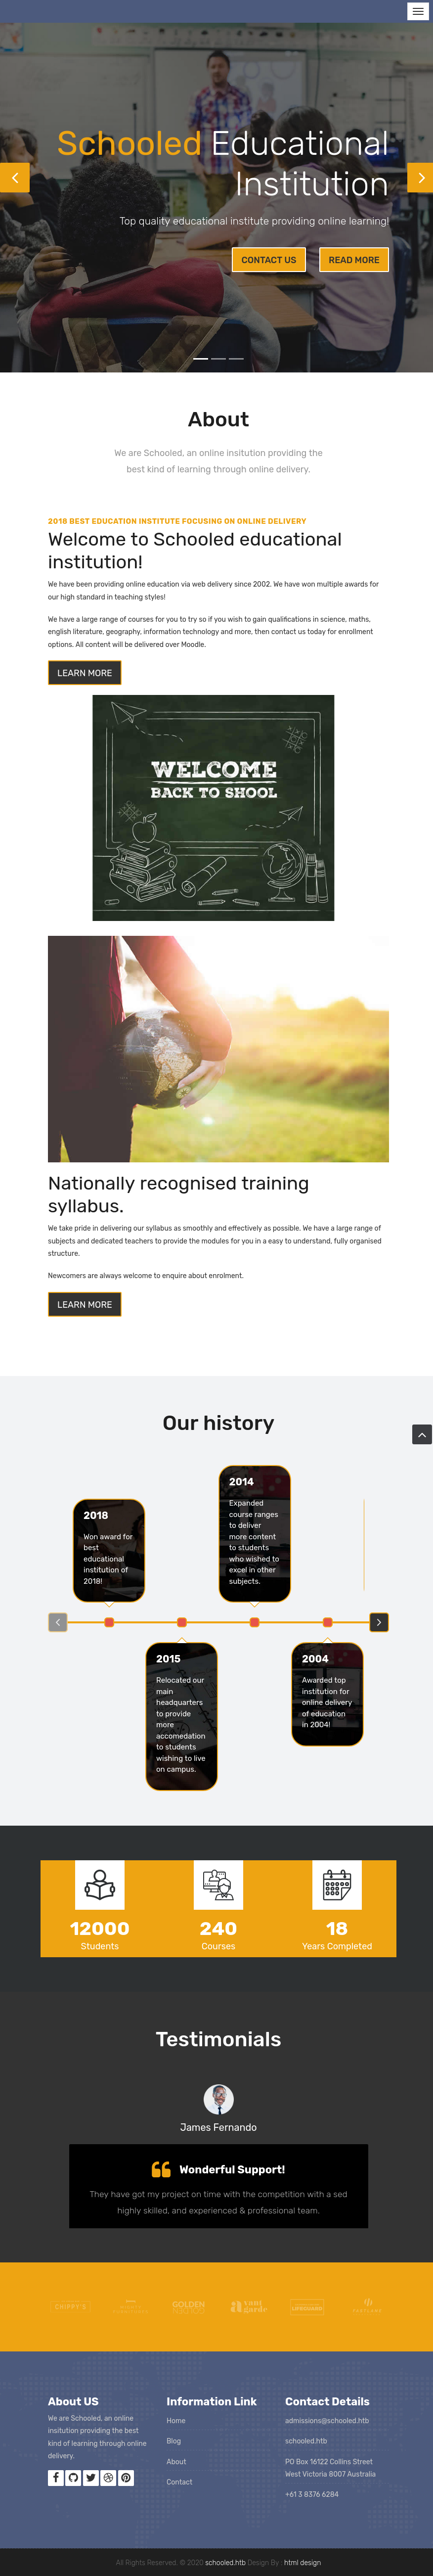 Schooled Educational
Institution
Top quality educational institute providing online learning!
CONTACT US
READ MORE
About
We are Schooled, an online insitution providing the
best kind of learning through online delivery.
2018 BEST EDUCATION INSTITUTE FOCUSING ON ONLINE DELIVERY
Welcome to Schooled educational
institution!
We have been providing online education via web delivery since 2002. We have won multiple awards for
our high standard in teaching styles!
We have a large range of courses for you to try so if you wish to gain qualifications in science, maths,
english literature, geography, information technology and more, then contact us today for enrollment
options. All content will be delivered over Moodle.
LEARN MORE
WELCOME
BACK TO SHOOL
Nationally recognised training
syllabus.
We take pride in delivering our syllabus as smoothly and effectively as possible. We have a large range of
subjects and dedicated teachers to provide the modules for you in a easy to understand, fully organised
structure.
Newcomers are always welcome to enquire about enrolment.
LEARN MORE
Our history
2018
Won award for
best
educational
institution of
2018!
2014
Expanded
course ranges
to deliver
more content
to students
who wished to
excel in other
subjects.
2015
Relocated our
main
headquarters
to provide
more
accomedation
to students
wishing to live
on campus.
2004
Awarded top
institution for
online delivery
of education
in 2004!
12000
Students
240
Courses
18
Years Completed
Testimonials
James Fernando
Wonderful Support!
They have got my project on time with the competition with a sed
highly skilled, and experienced & professional team.
CHIPPY'S
GOLDEN
avant
garde
LIFEGUARD
About US
We are Schooled, an online
insitution providing the best
kind of learning through online
delivery.
Information Link
Home
Blog
About
Contact
Contact Details
admissions@schooled.htb
schooled.htb
PO Box 16122 Collins Street
West Victoria 8007 Australia
+61 3 8376 6284
All Rights Reserved. © 2020 schooled.htb Design By : html design